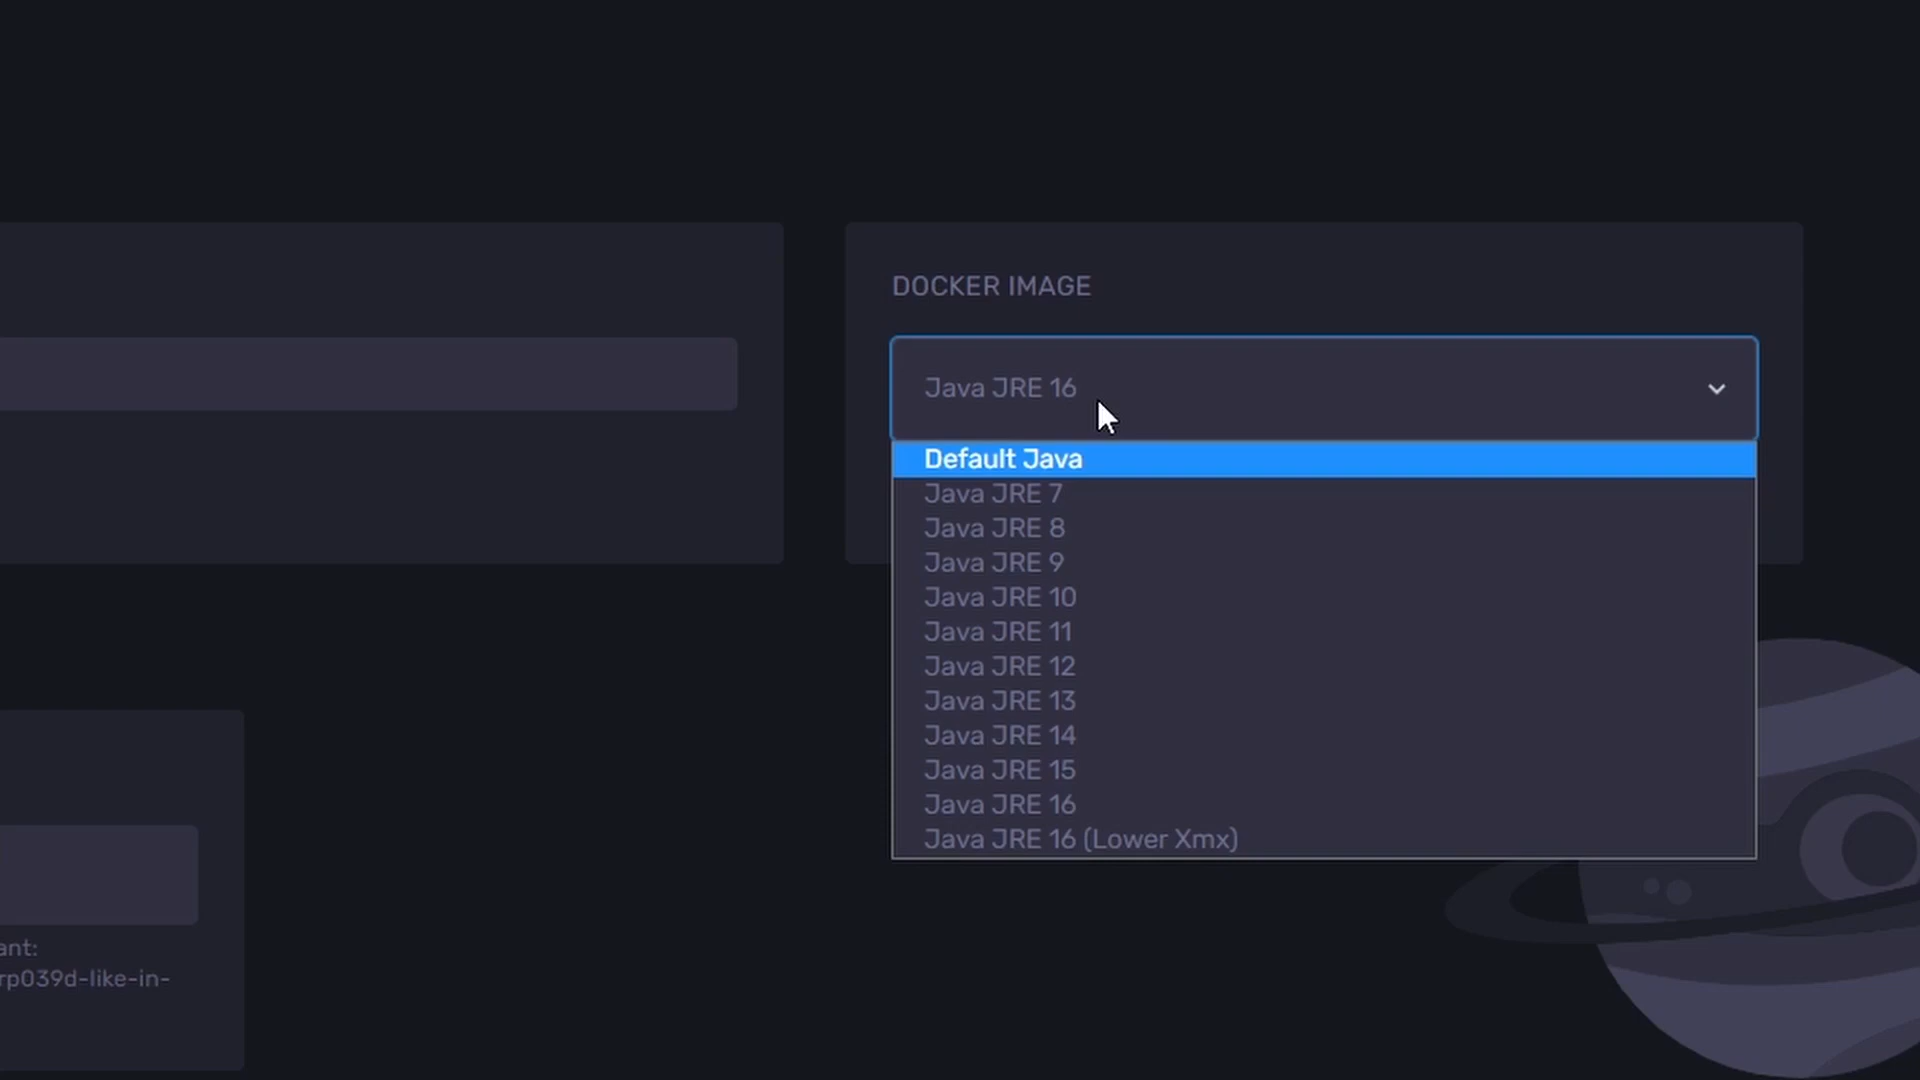 DOCKER IMAGE
Java JRE 16
Default Java
Java JRE 7
Java JRE 8
Java JRE 9
Java JRE 10
Java JRE 11
Java JRE 12
Java JRE 13
Java JRE 14
Java JRE 15
Java JRE 16
Java JRE 16 (Lower Xmx)
ant:
rp039d-like-in-